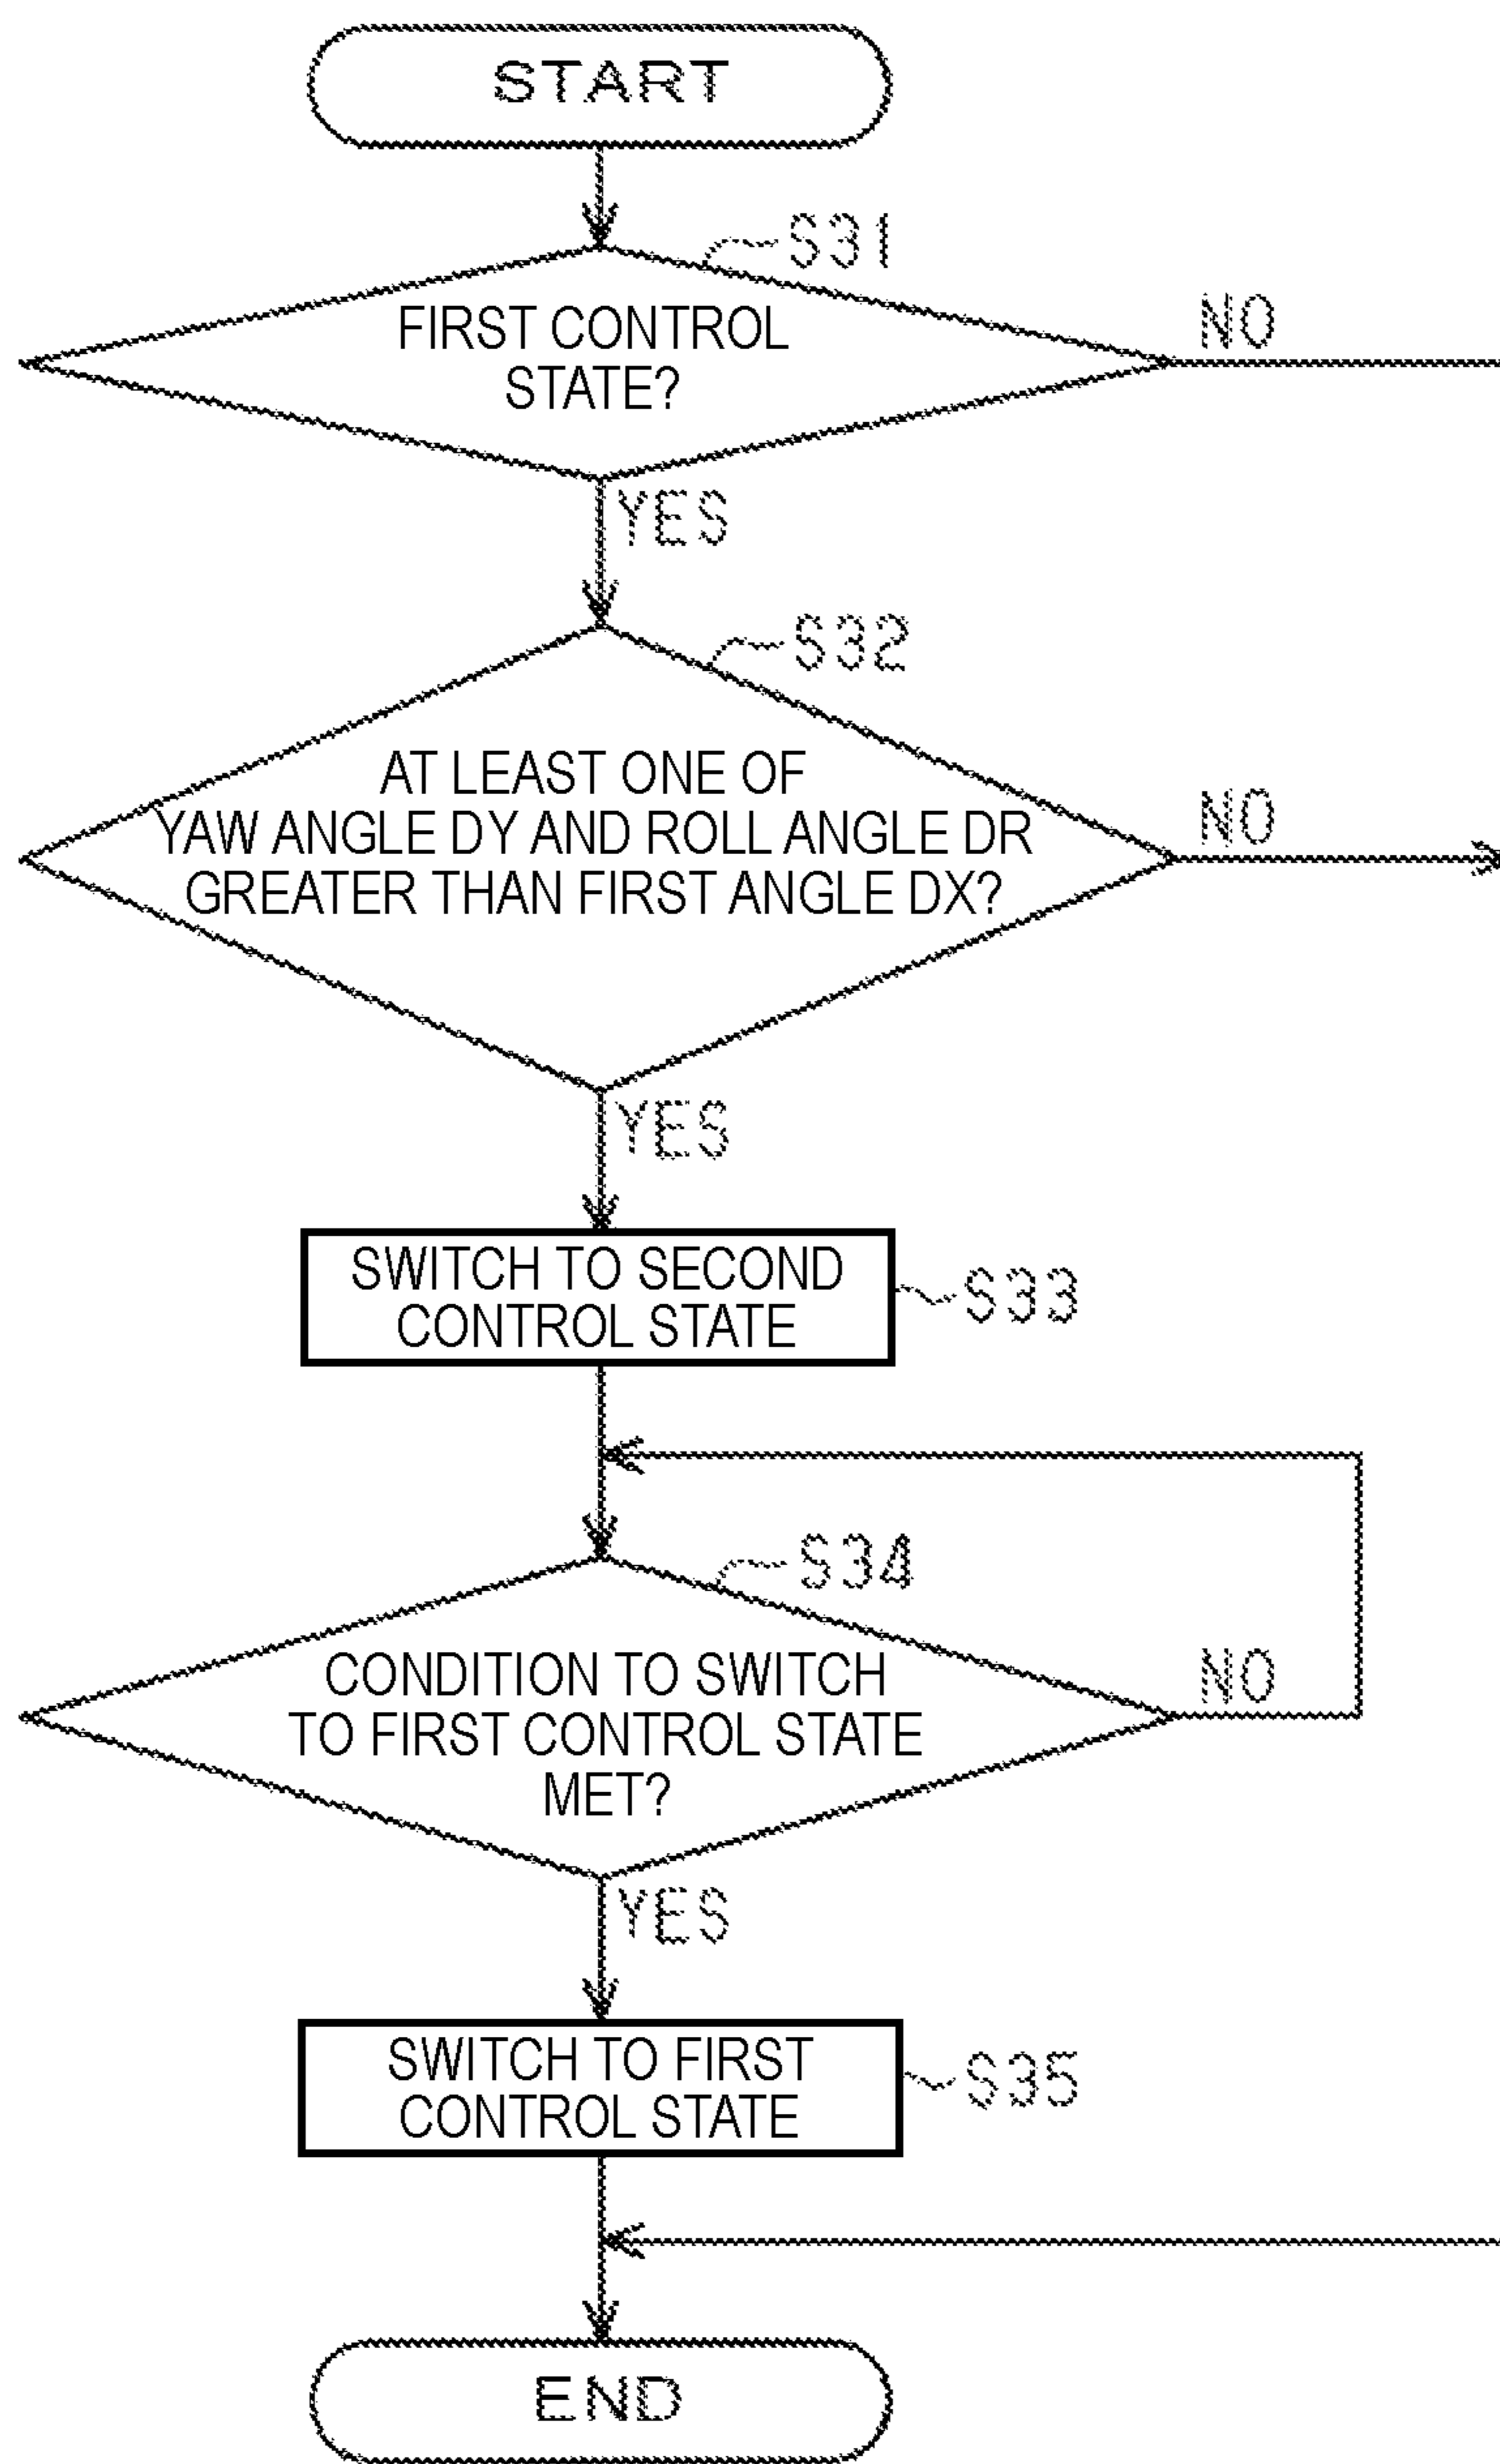 START
S31
FIRST CONTROL
STATE?
NO
YES
S32
AT LEAST ONE OF
YAW ANGLE DY AND ROLL ANGLE DR
GREATER THAN FIRST ANGLE DX?
NO
YES
SWITCH TO SECOND
CONTROL STATE
S33
S34
CONDITION TO SWITCH
TO FIRST CONTROL STATE
MET?
NO
YES
SWITCH TO FIRST
CONTROL STATE
S35
END